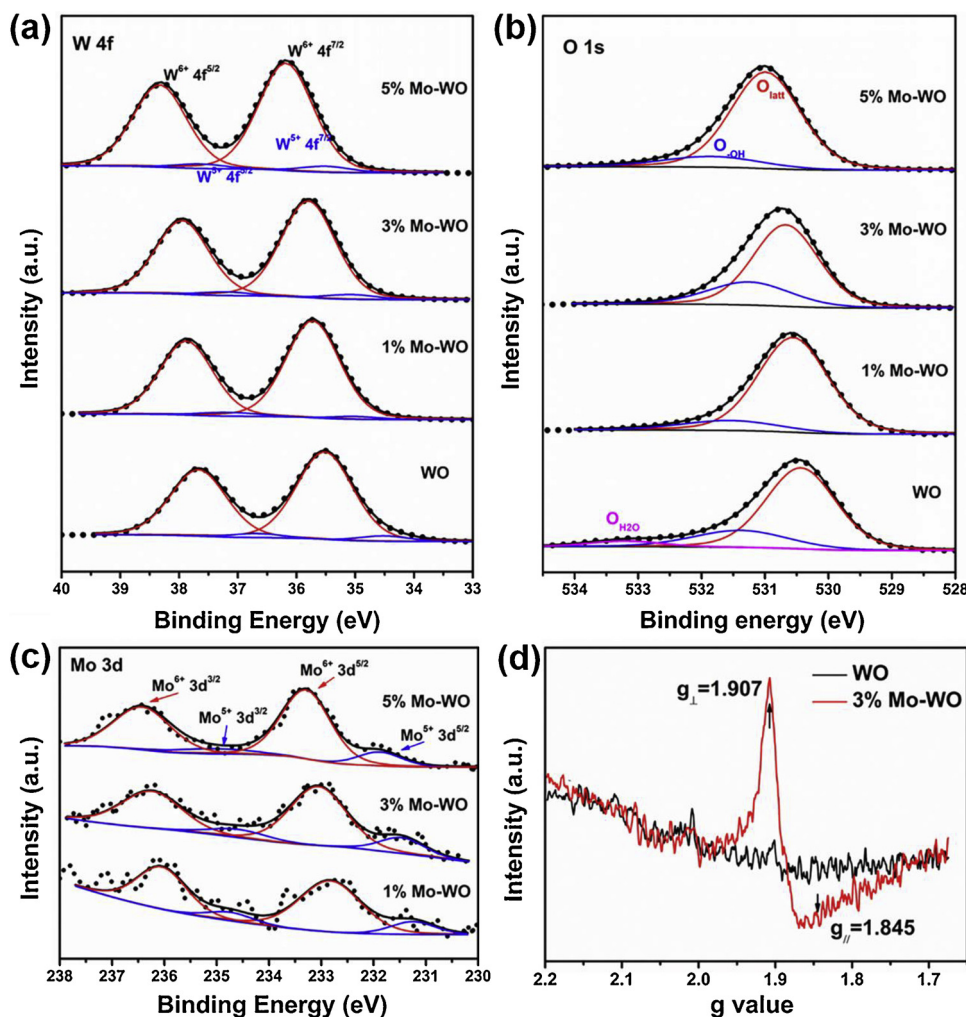 (a)
W 4f
W6+ 4f5/2
W6+ 4f7/2
5% Mo-WO
W5+ 4f7/2
W5+ 4f5/2
3% Mo-WO
1% Mo-WO
WO
Intensity (a.u.)
40 39 38 37 36 35 34 33
Binding Energy (eV)
(b)
O 1s
5% Mo-WO
Olatt
O-OH
3% Mo-WO
1% Mo-WO
WO
OH2O
Intensity (a.u.)
534 533 532 531 530 529 528
Binding energy (eV)
(c)
Mo 3d
Mo6+ 3d5/2
Mo6+ 3d3/2
5% Mo-WO
Mo5+ 3d3/2
Mo5+ 3d5/2
3% Mo-WO
1% Mo-WO
Intensity (a.u.)
238 237 236 235 234 233 232 231 230
Binding Energy (eV)
(d)
WO
3% Mo-WO
g⊥=1.907
g//=1.845
Intensity (a.u.)
2.2 2.1 2.0 1.9 1.8 1.7
g value